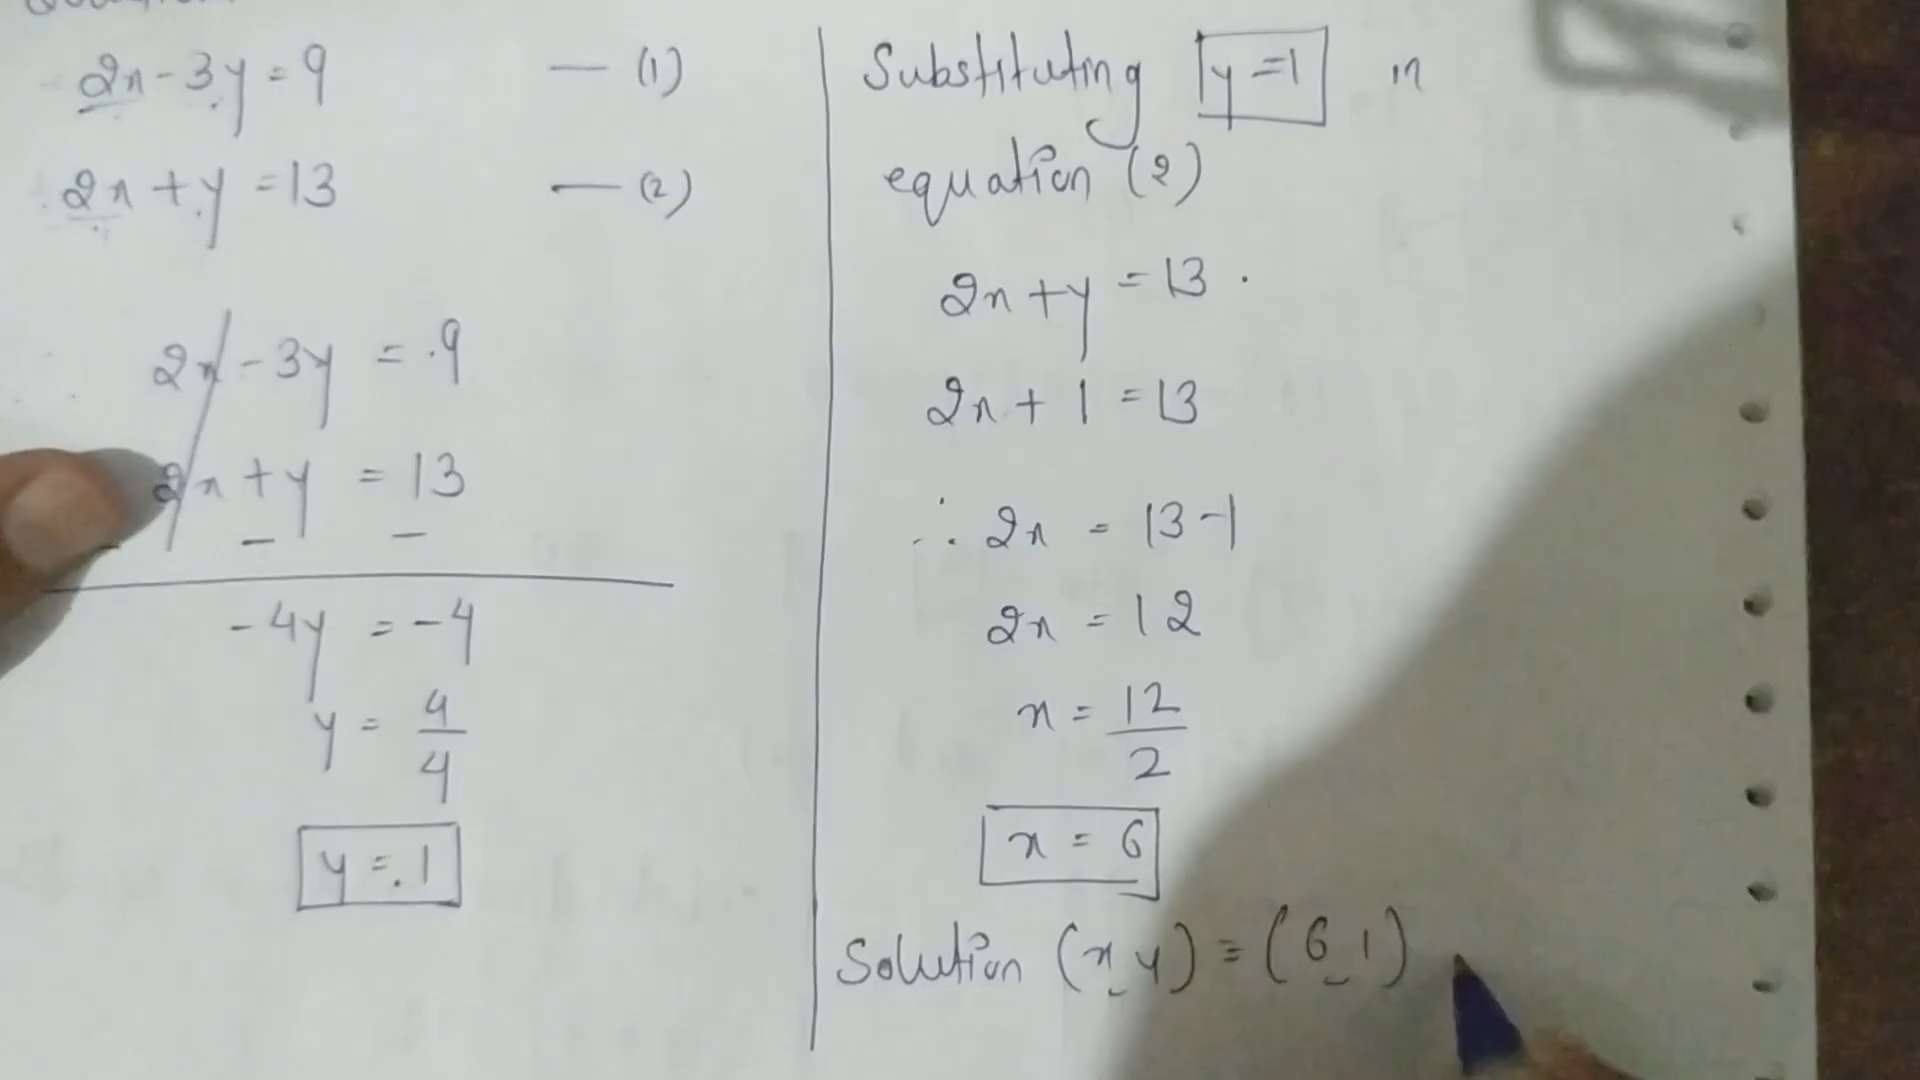 2x - 3y = 9 — (1)
2x + y = 13 — (2)
2x - 3y = 9
2x + y = 13
- - -
-4y = -4
y = 4/4
y = 1
Substituting y = 1 in
equation (2)
2x + y = 13
2x + 1 = 13
∴ 2x = 13 - 1
2x = 12
x = 12/2
x = 6
Solution (x, y) = (6, 1)